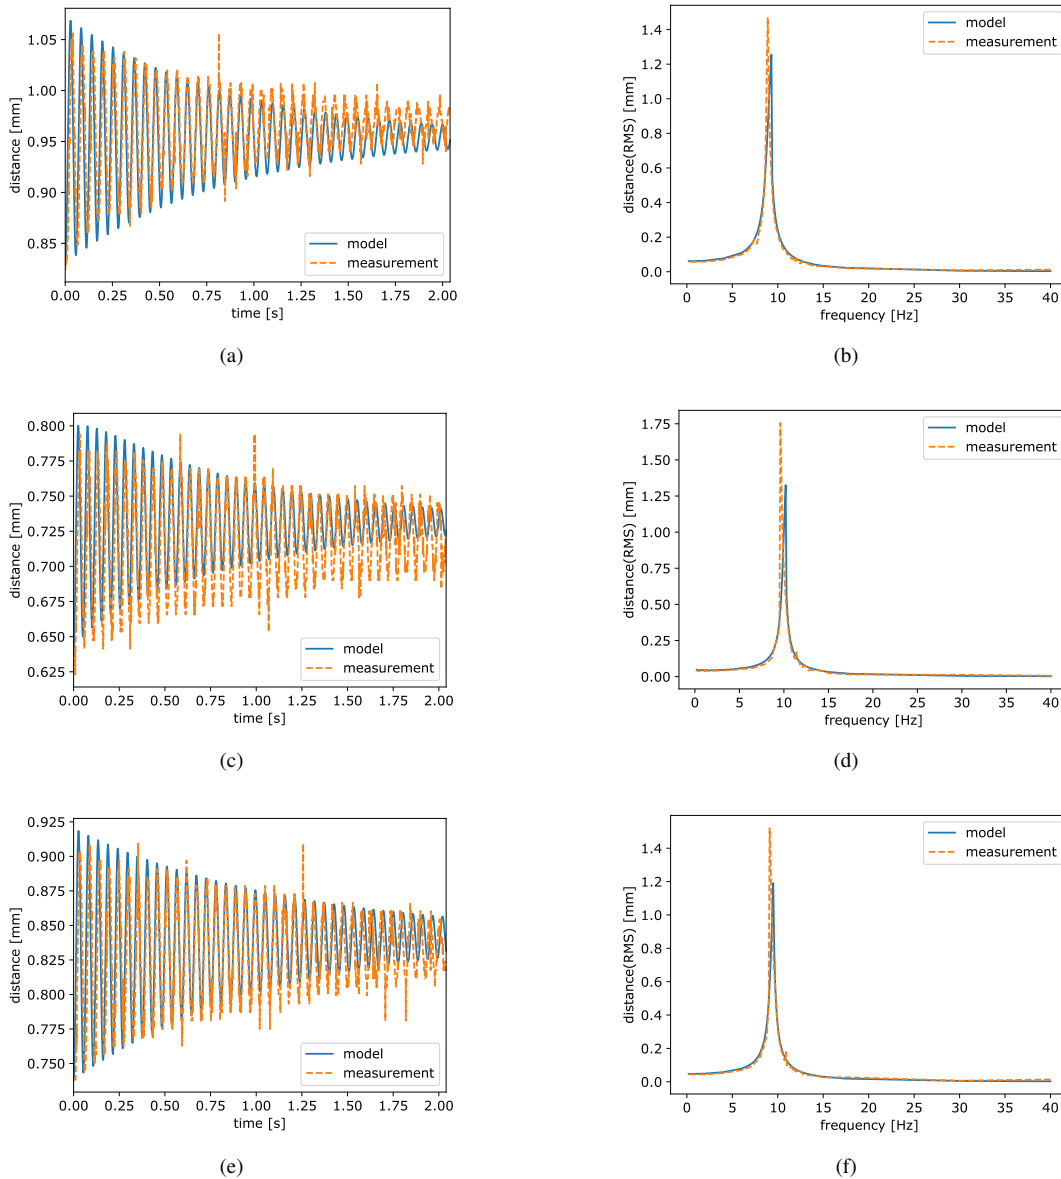 1.05
1.00
0.95
0.90
0.85
distance [mm]
model
measurement
0.00 0.25 0.50 0.75 1.00 1.25 1.50 1.75 2.00
time [s]
(a)
1.4
1.2
1.0
0.8
0.6
0.4
0.2
0.0
distance(RMS) [mm]
model
measurement
0 5 10 15 20 25 30 35 40
frequency [Hz]
(b)
0.800
0.775
0.750
0.725
0.700
0.675
0.650
0.625
distance [mm]
model
measurement
0.00 0.25 0.50 0.75 1.00 1.25 1.50 1.75 2.00
time [s]
(c)
1.75
1.50
1.25
1.00
0.75
0.50
0.25
0.00
distance(RMS) [mm]
model
measurement
0 5 10 15 20 25 30 35 40
frequency [Hz]
(d)
0.925
0.900
0.875
0.850
0.825
0.800
0.775
0.750
distance [mm]
model
measurement
0.00 0.25 0.50 0.75 1.00 1.25 1.50 1.75 2.00
time [s]
(e)
1.4
1.2
1.0
0.8
0.6
0.4
0.2
0.0
distance(RMS) [mm]
model
measurement
0 5 10 15 20 25 30 35 40
frequency [Hz]
(f)